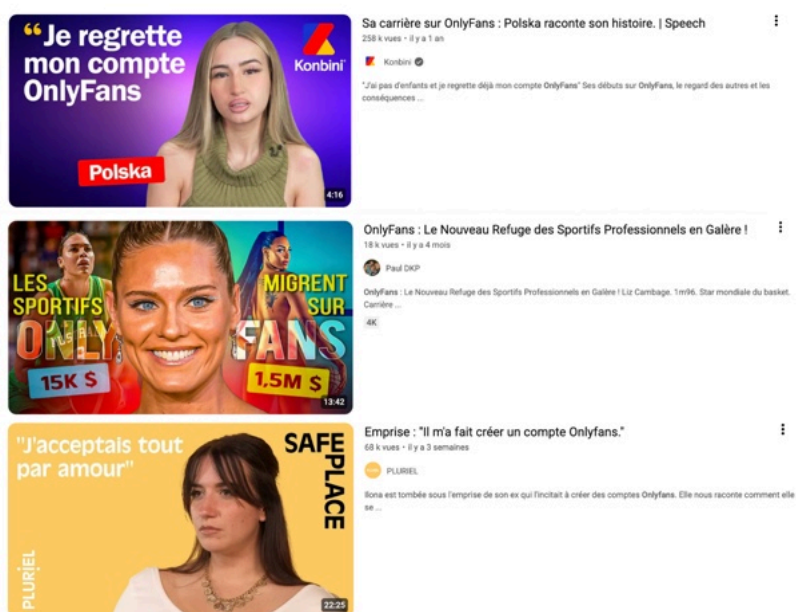 “Je regrette
mon compte
OnlyFans
Konbini
Polska
4:16
Sa carrière sur OnlyFans : Polska raconte son histoire. | Speech
258 k vues • il y a 1 an
Konbini
"J'ai pas d'enfants et je regrette déjà mon compte OnlyFans" Ses débuts sur OnlyFans, le regard des autres et les
conséquences ...
LES
SPORTIFS
MIGRENT
SUR
ONLY FANS
15K $
1,5M $
13:42
OnlyFans : Le Nouveau Refuge des Sportifs Professionnels en Galère !
18 k vues • il y a 4 mois
Paul DKP
OnlyFans : Le Nouveau Refuge des Sportifs Professionnels en Galère ! Liz Cambage. 1m96. Star mondiale du basket.
Carrière ...
4K
"J'acceptais tout
par amour"
SAFE
PLACE
PLURIEL
22:25
Emprise : "Il m'a fait créer un compte Onlyfans."
68 k vues • il y a 3 semaines
PLURIEL
Ilona est tombée sous l'emprise de son ex qui l'incitait à créer des comptes Onlyfans. Elle nous raconte comment elle
se ...